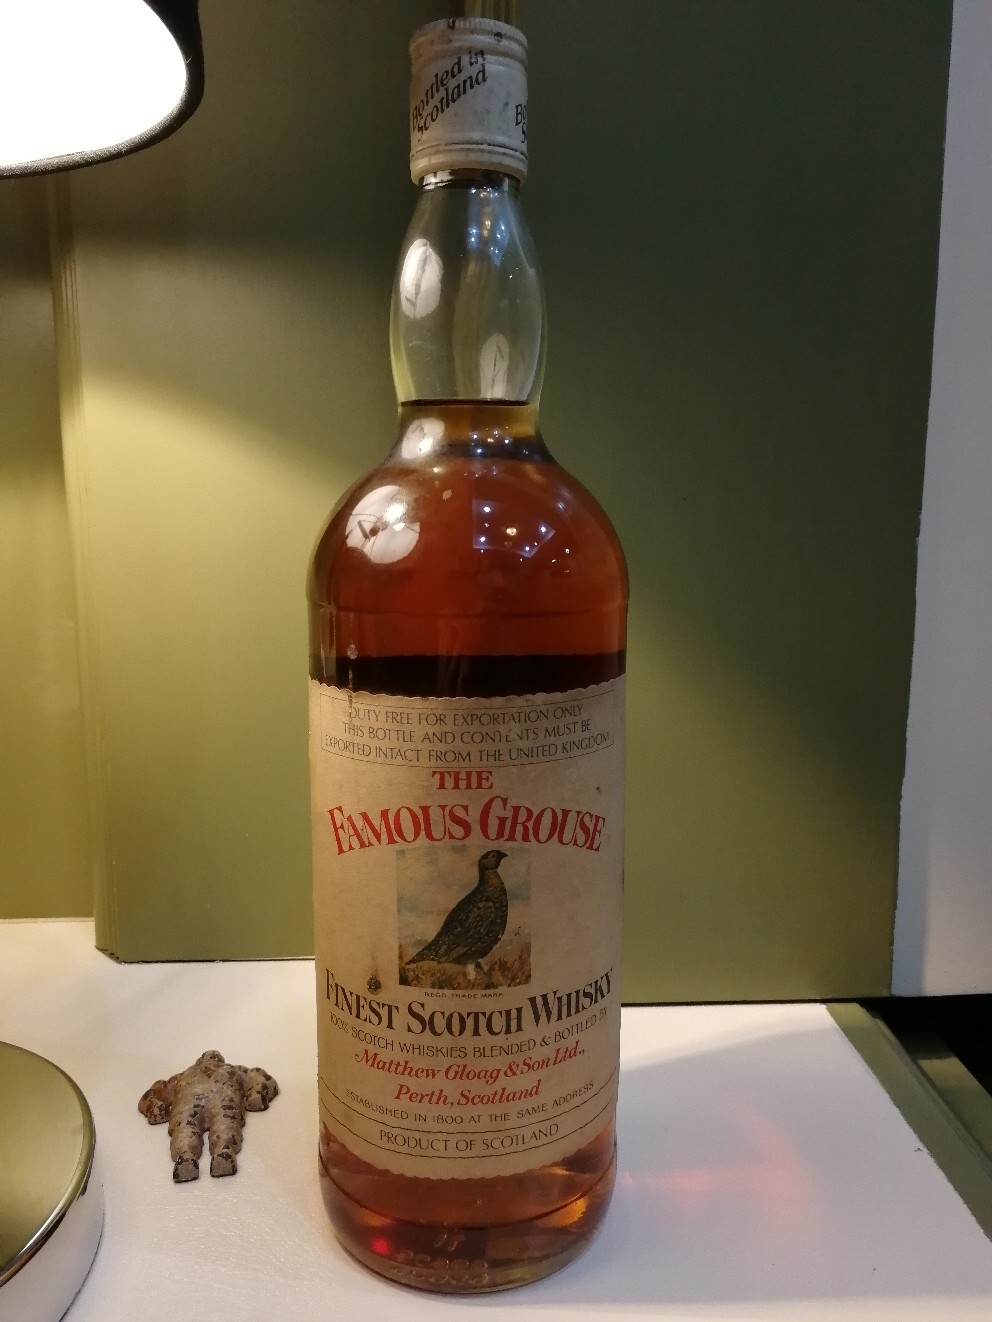 Bottled in
Scotland
DUTY FREE FOR EXPORTATION ONLY
THIS BOTTLE AND CONTENTS MUST BE
EXPORTED INTACT FROM THE UNITED KINGDOM
THE
FAMOUS GROUSE
REGD TRADE MARK
FINEST SCOTCH WHISKY
100% SCOTCH WHISKIES BLENDED & BOTTLED BY
Matthew Gloag & Son Ltd.,
Perth, Scotland
ESTABLISHED IN 1800 AT THE SAME ADDRESS
PRODUCT OF SCOTLAND